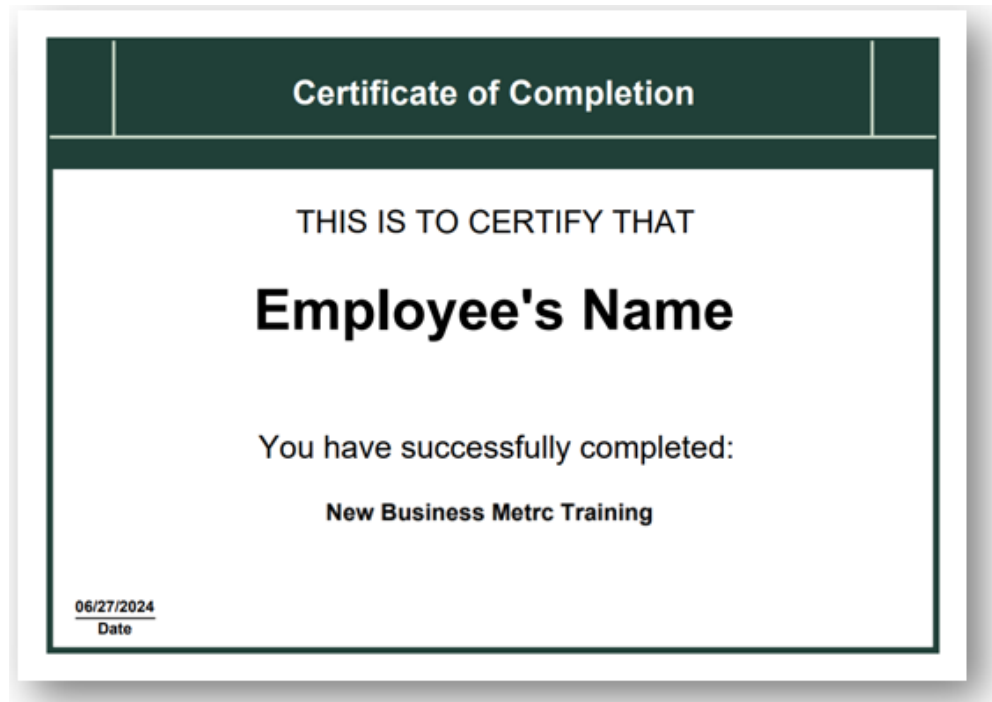 Certificate of Completion
THIS IS TO CERTIFY THAT
Employee's Name
You have successfully completed:
New Business Metrc Training
06/27/2024
Date